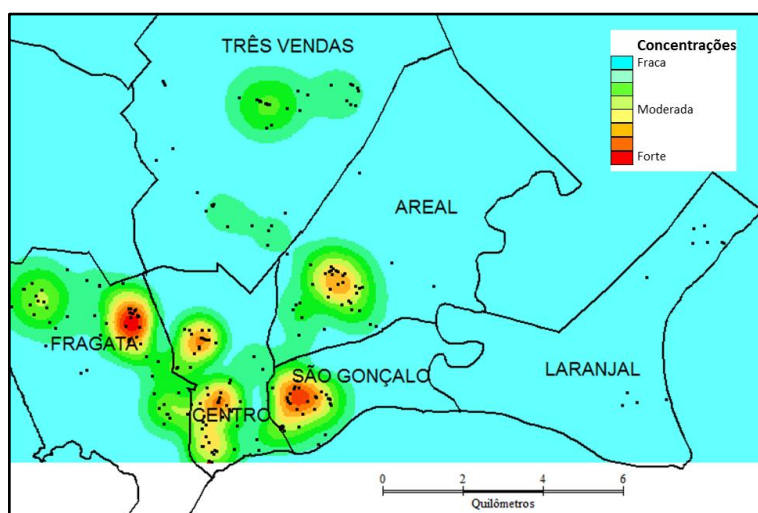 TRÊS VENDAS
Concentrações
Fraca
Moderada
Forte
AREAL
FRAGATA
SÃO GONÇALO
LARANJAL
CENTRO
0 2 4 6
Quilômetros